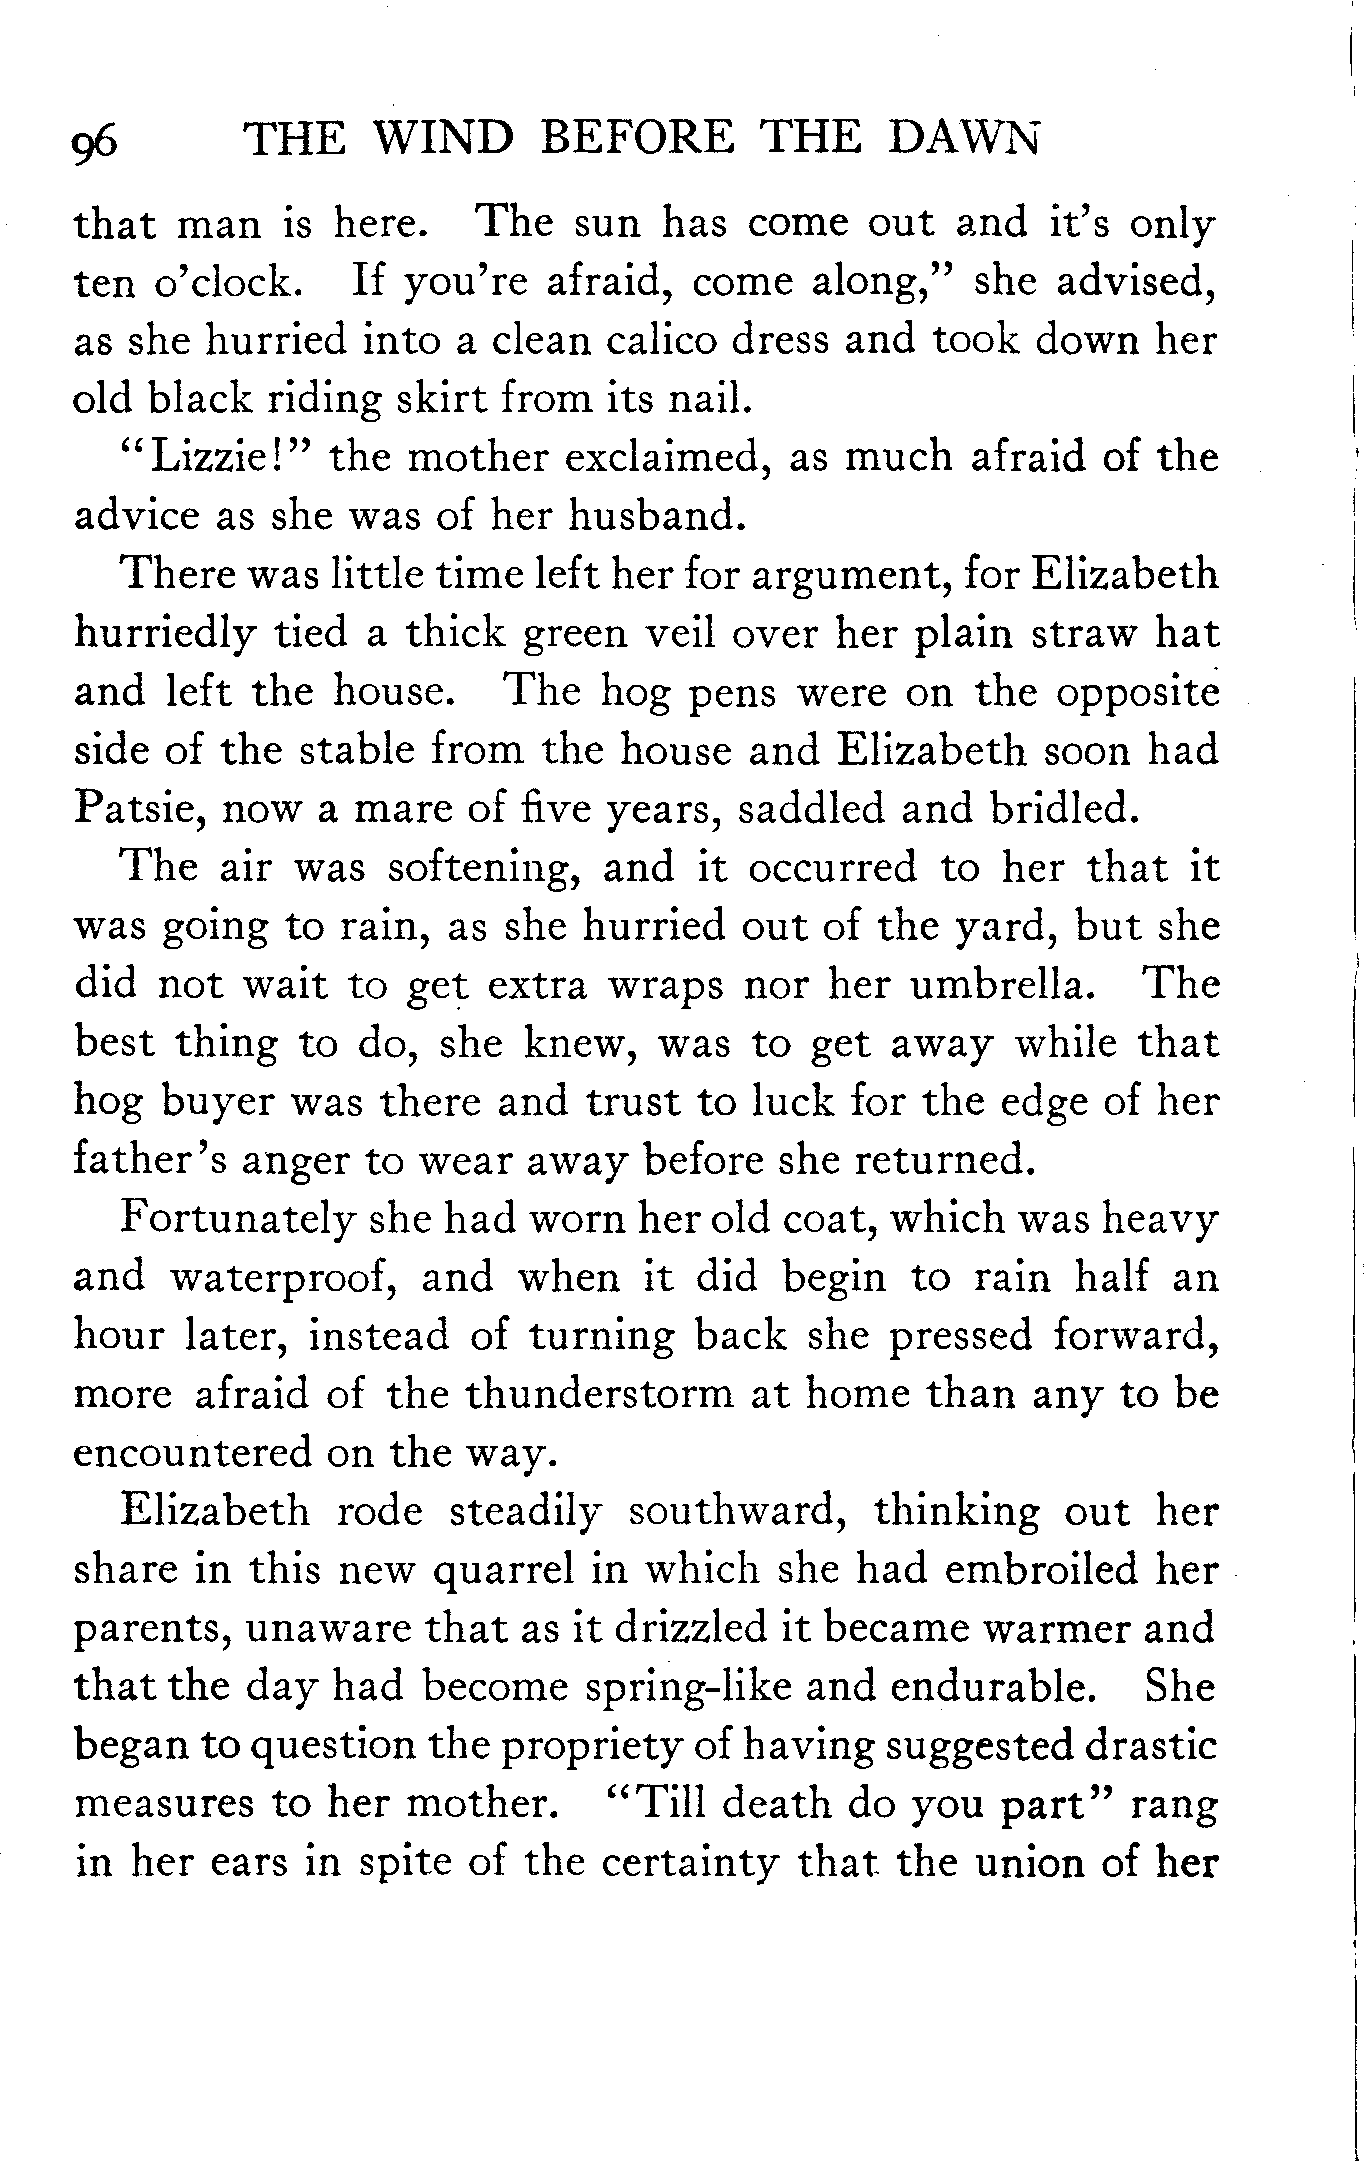 96 THE WIND BEFORE THE DAWN
that man is here. The sun has come out and it's only
ten o'clock. If you're afraid, come along,” she advised,
as she hurried into a clean calico dress and took down her
old black riding skirt from its nail.
“Lizzie!” the mother exclaimed, as much afraid of the
advice as she was of her husband.
There was little time left her for argument, for Elizabeth
hurriedly tied a thick green veil over her plain straw hat
and left the house. The hog pens were on the opposite
side of the stable from the house and Elizabeth soon had
Patsie, now a mare of five years, saddled and bridled.
The air was softening, and it occurred to her that it
was going to rain, as she hurried out of the yard, but she
did not wait to get extra wraps nor her umbrella. The
best thing to do, she knew, was to get away while that
hog buyer was there and trust to luck for the edge of her
father's anger to wear away before she returned.
Fortunately she had worn her old coat, which was heavy
and waterproof, and when it did begin to rain half an
hour later, instead of turning back she pressed forward,
more afraid of the thunderstorm at home than any to be
encountered on the way.
Elizabeth rode steadily southward, thinking out her
share in this new quarrel in which she had embroiled her
parents, unaware that as it drizzled it became warmer and
that the day had become spring-like and endurable. She
began to question the propriety of having suggested drastic
measures to her mother. “Till death do you part” rang
in her ears in spite of the certainty that the union of her